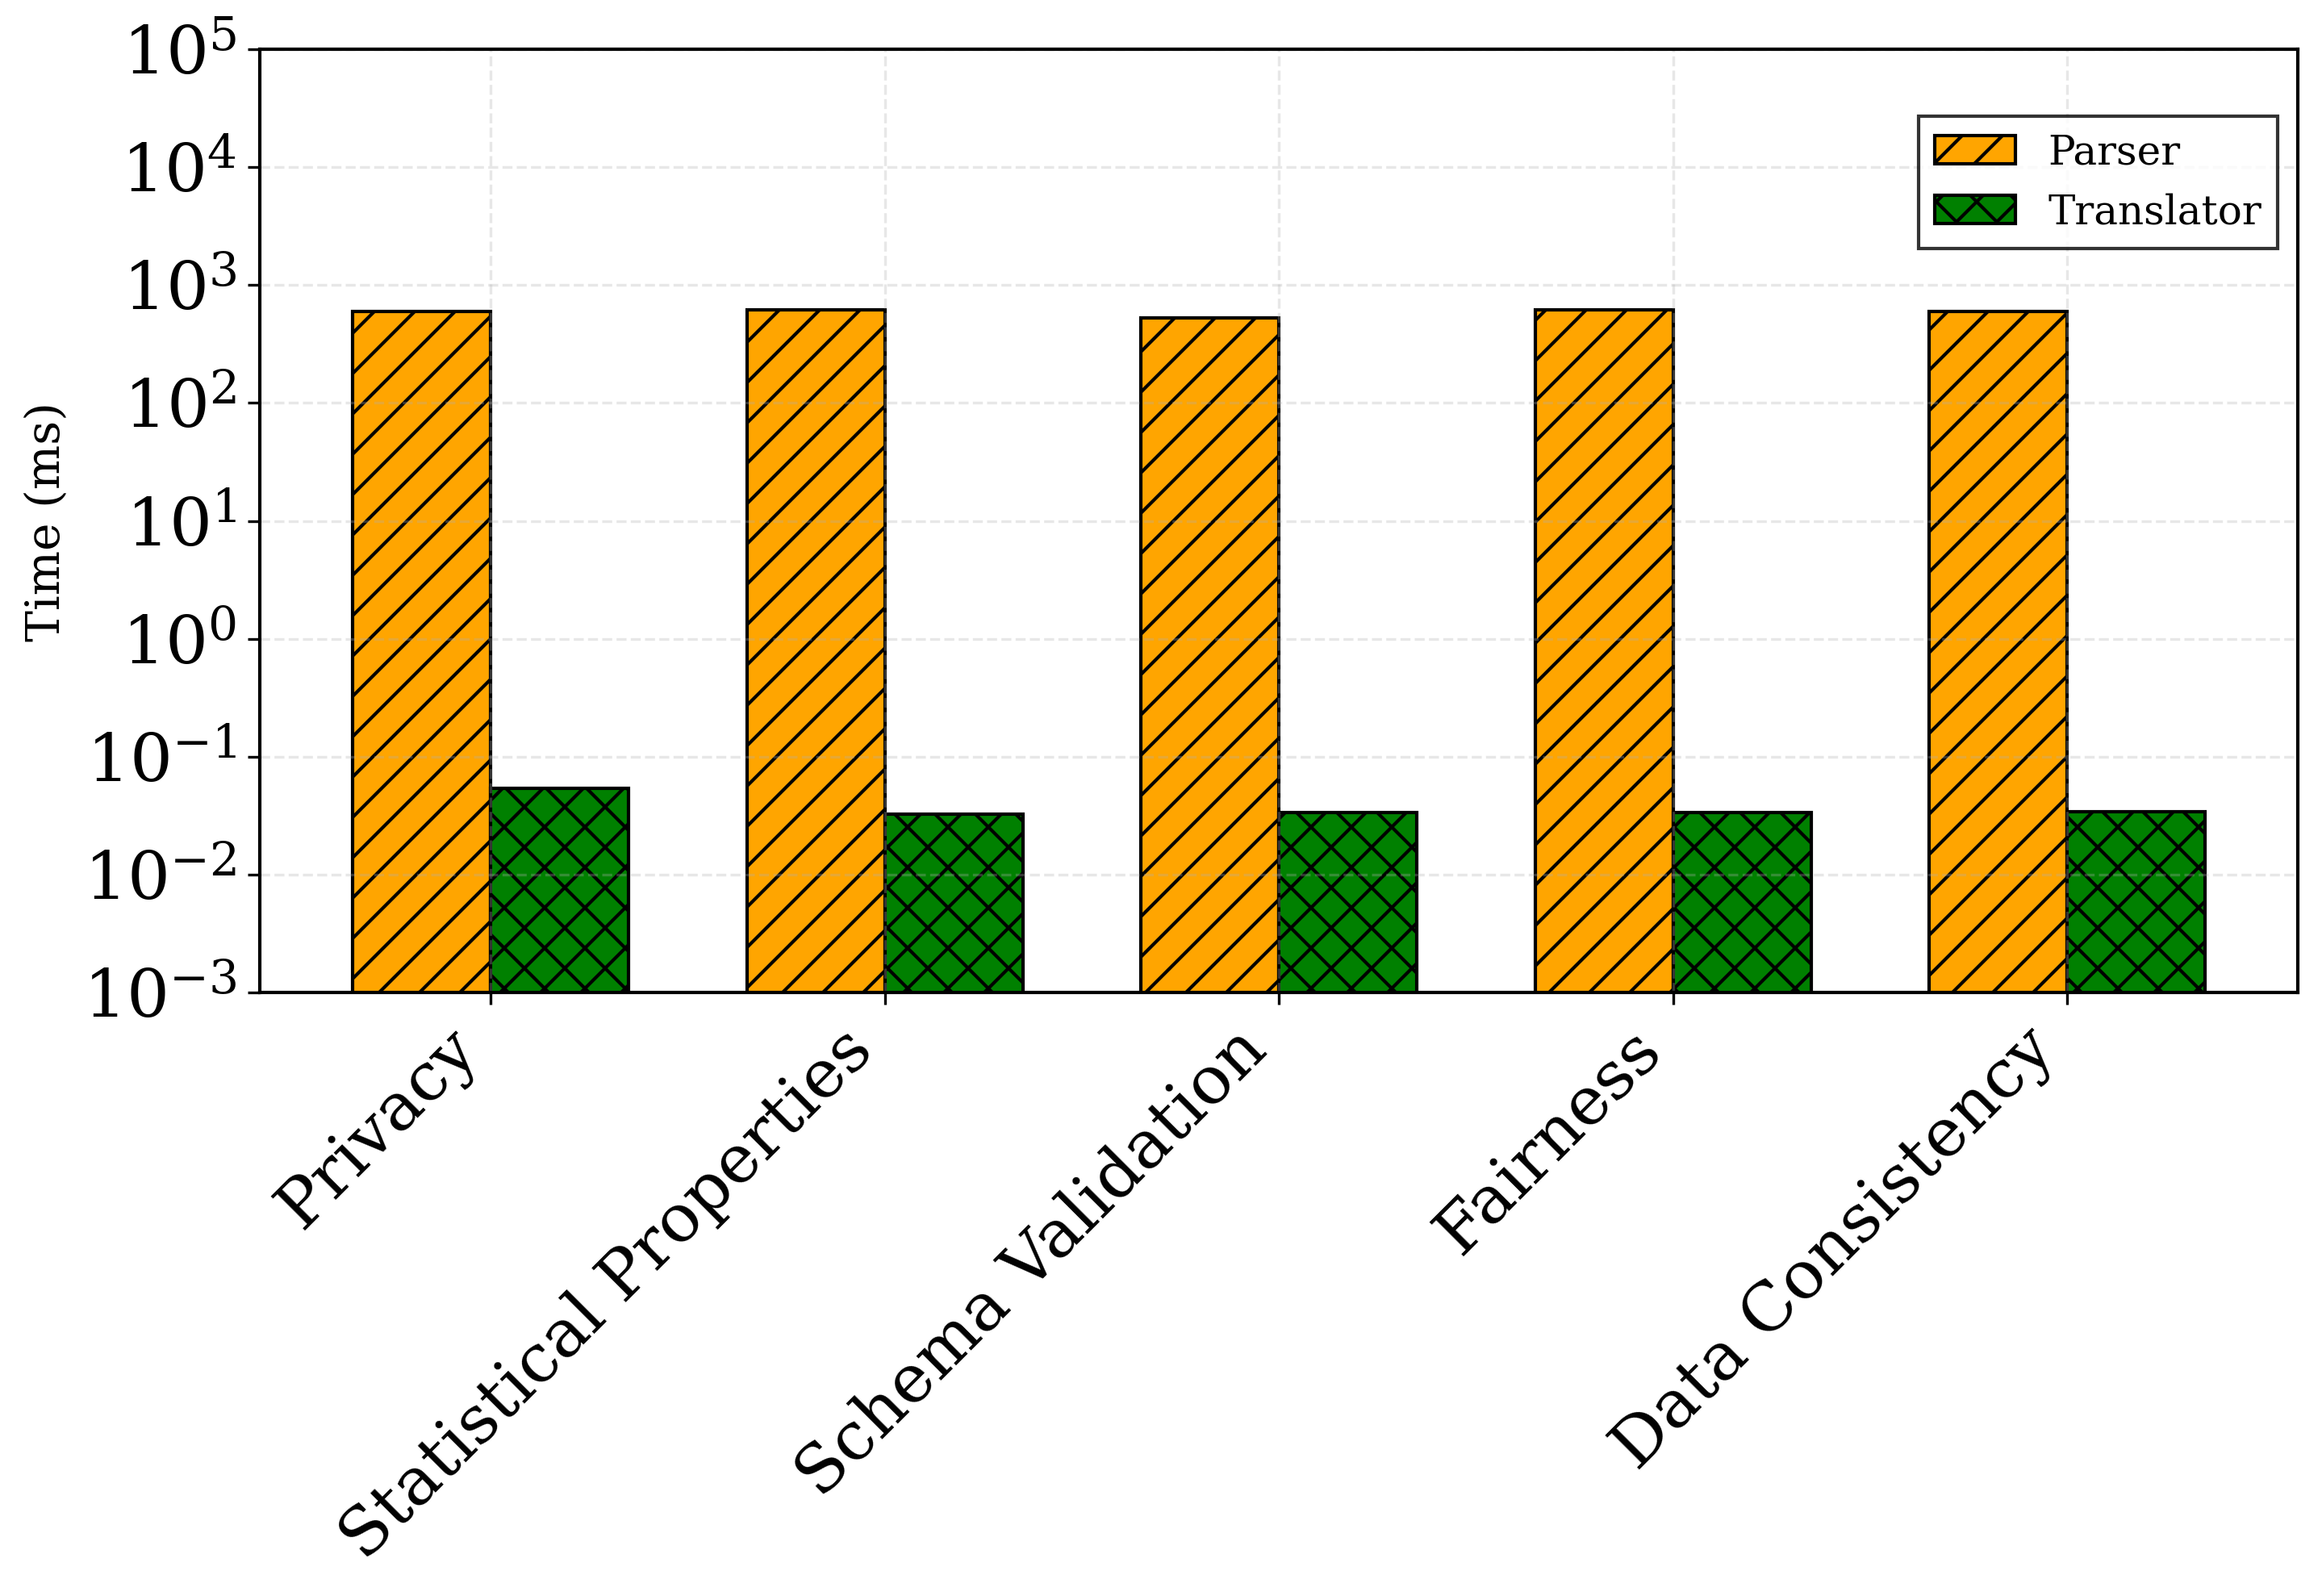 10^5
10^4
10^3
10^2
10^1
10^0
10^−1
10^−2
10^−3
Time (ms)
Parser
Translator
Privacy
Statistical Properties
Schema Validation
Fairness
Data Consistency